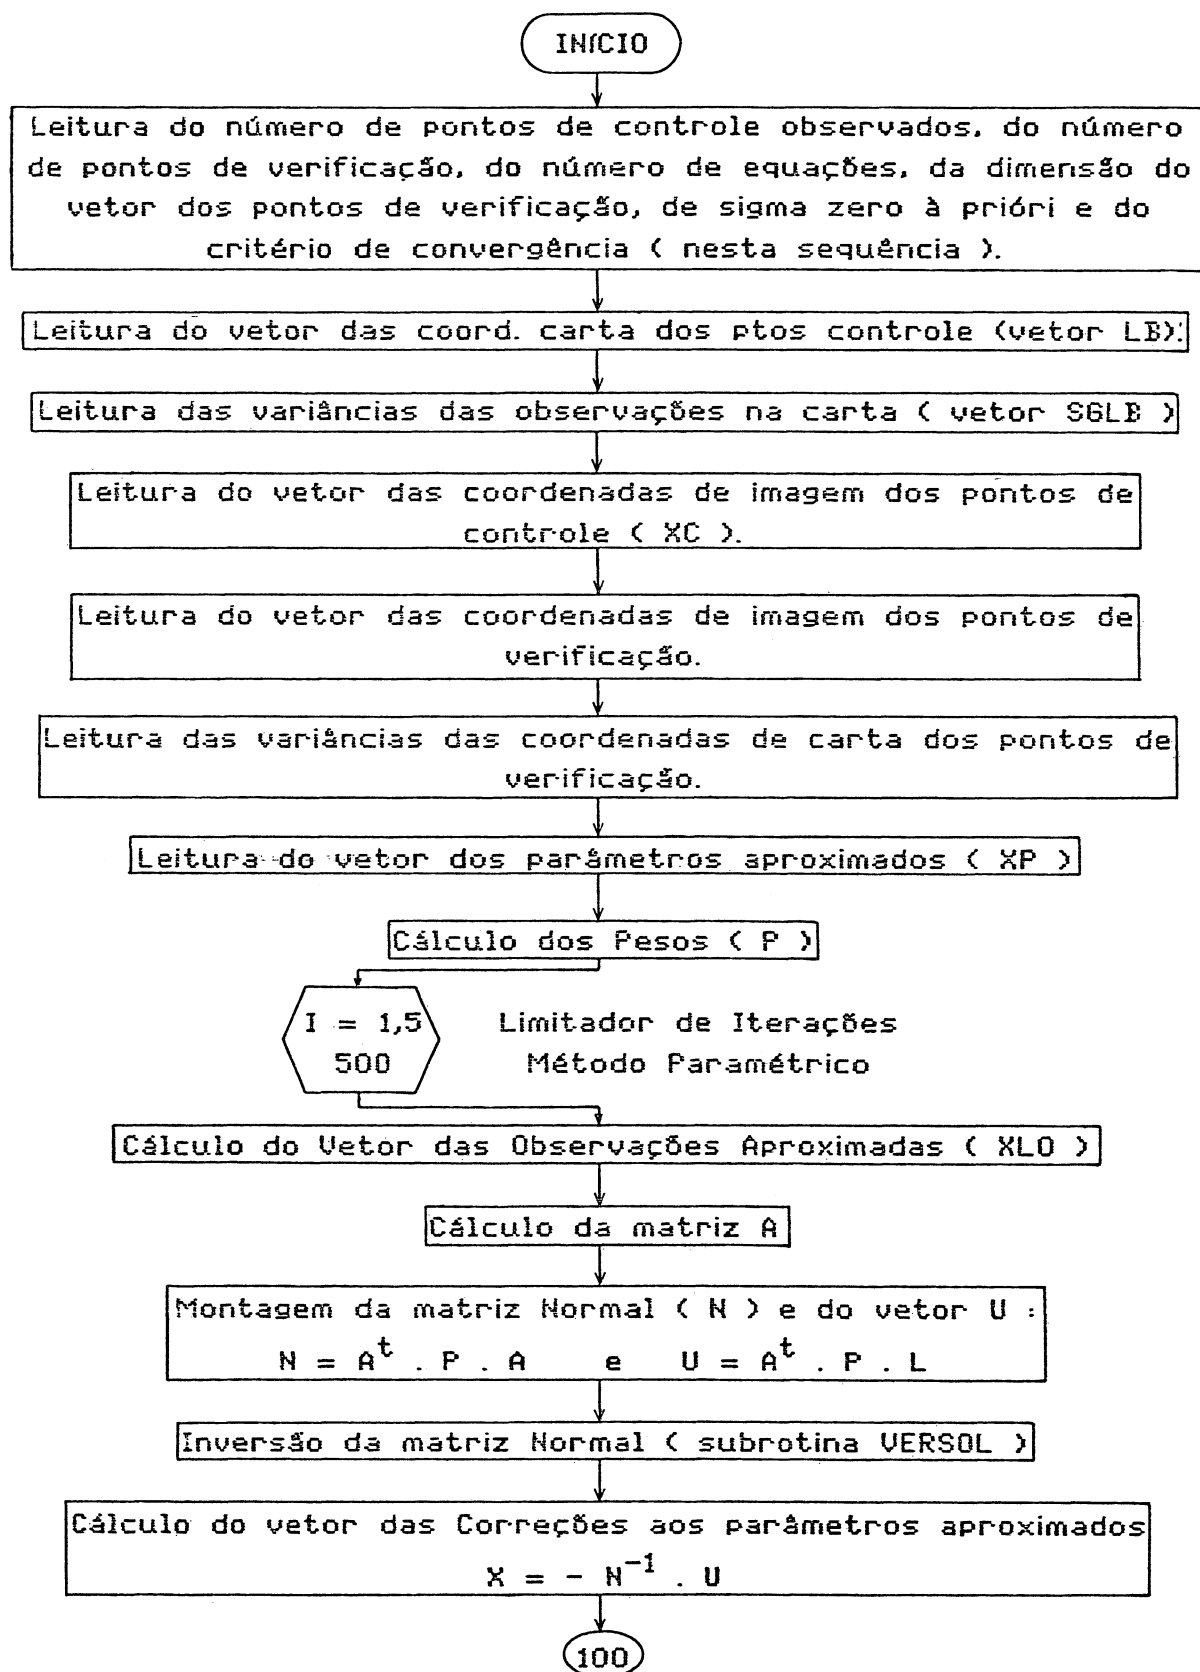 INÍCIO
Leitura do número de pontos de controle observados, do número
de pontos de verificação, do número de equações, da dimensão do
vetor dos pontos de verificação, de sigma zero à prióri e do
critério de convergência ( nesta sequência ).
Leitura do vetor das coord. carta dos ptos controle (vetor LB).
Leitura das variâncias das observações na carta ( vetor SGLB )
Leitura do vetor das coordenadas de imagem dos pontos de
controle ( XC ).
Leitura do vetor das coordenadas de imagem dos pontos de
verificação.
Leitura das variâncias das coordenadas de carta dos pontos de
verificação.
Leitura do vetor dos parâmetros aproximados ( XP )
Cálculo dos Pesos ( P )
I = 1,5 Limitador de Iterações
500 Método Paramétrico
Cálculo do Vetor das Observações Aproximadas ( XLO )
Cálculo da matriz A
Montagem da matriz Normal ( N ) e do vetor U :
N = A^t . P . A e U = A^t . P . L
Inversão da matriz Normal ( subrotina VERSOL )
Cálculo do vetor das Correções aos parâmetros aproximados
X = - N^-1 . U
100